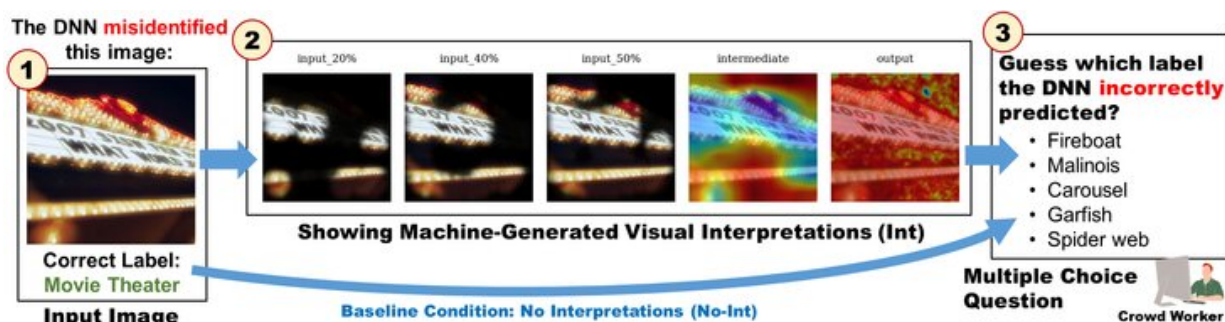 The DNN misidentified
this image:
1
Correct Label:
Movie Theater
Input Image
2
input_20%
input_40%
input_50%
intermediate
output
Showing Machine-Generated Visual Interpretations (Int)
Baseline Condition: No Interpretations (No-Int)
3
Guess which label
the DNN incorrectly
predicted?
• Fireboat
• Malinois
• Carousel
• Garfish
• Spider web
Multiple Choice
Question
Crowd Worker